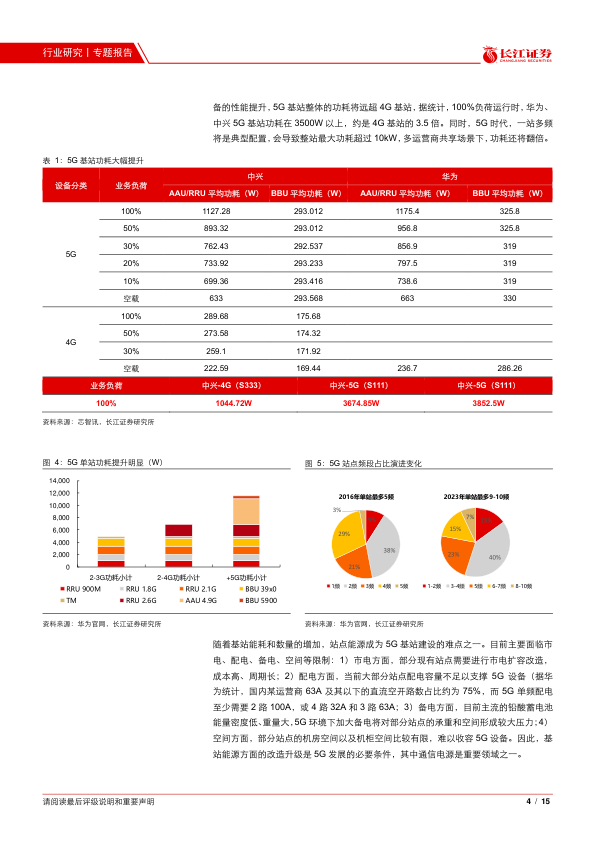 行业研究丨专题报告
长江证券
CHANGJIANG SECURITIES
备的性能提升，5G 基站整体的功耗将远超 4G 基站，据统计，100%负荷运行时，华为、
中兴 5G 基站功耗在 3500W 以上，约是 4G 基站的 3.5 倍。同时，5G 时代，一站多频
将是典型配置，会导致整站最大功耗超过 10kW，多运营商共享场景下，功耗还将翻倍。
表 1：5G 基站功耗大幅提升
设备分类 业务负荷 中兴 华为
AAU/RRU 平均功耗（W） BBU 平均功耗（W） AAU/RRU 平均功耗（W） BBU 平均功耗（W）
5G
100% 1127.28 293.012 1175.4 325.8
50% 893.32 293.012 956.8 325.8
30% 762.43 292.537 856.9 319
20% 733.92 293.233 797.5 319
10% 699.36 293.416 738.6 319
空载 633 293.568 663 330
4G
100% 289.68 175.68
50% 273.58 174.32
30% 259.1 171.92
空载 222.59 169.44 236.7 286.26
业务负荷 中兴-4G（S333） 中兴-5G（S111） 中兴-5G（S111）
100% 1044.72W 3674.85W 3852.5W
资料来源：芯智讯，长江证券研究所
图 4：5G 单站功耗提升明显（W）
14,000
12,000
10,000
8,000
6,000
4,000
2,000
0
2-3G功耗小计 2-4G功耗小计 +5G功耗小计
RRU 900M RRU 1.8G RRU 2.1G BBU 39x0
TM RRU 2.6G AAU 4.9G BBU 5900
资料来源：华为官网，长江证券研究所
图 5：5G 站点频段占比演进变化
2016年单站最多5频
3%
29%
38%
21%
1频 2频 3频 4频 5频
2023年单站最多9-10频
7%
15%
23%
40%
1-2频 3-4频 5频 6-7频 8-10频
资料来源：华为官网，长江证券研究所
随着基站能耗和数量的增加，站点能源成为 5G 基站建设的难点之一。目前主要面临市
电、配电、备电、空间等限制：1）市电方面，部分现有站点需要进行市电扩容改造，
成本高、周期长；2）配电方面，当前大部分站点配电容量不足以支撑 5G 设备（据华
为统计，国内某运营商 63A 及其以下的直流空开路数占比约为 75%，而 5G 单频配电
至少需要 2 路 100A，或 4 路 32A 和 3 路 63A；3）备电方面，目前主流的铅酸蓄电池
能量密度低、重量大，5G 环境下加大备电将对部分站点的承重和空间形成较大压力；4）
空间方面，部分站点的机房空间以及机柜空间比较有限，难以收容 5G 设备。因此，基
站能源方面的改造升级是 5G 发展的必要条件，其中通信电源是重要领域之一。
请阅读最后评级说明和重要声明
4 / 15